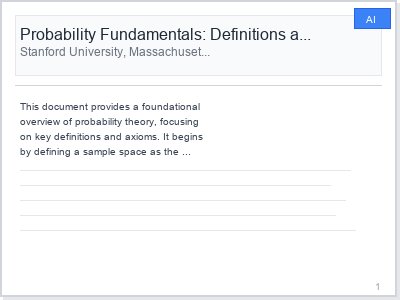 AI
Probability Fundamentals: Definitions a...
Stanford University, Massachuset...
This document provides a foundational
overview of probability theory, focusing
on key definitions and axioms. It begins
by defining a sample space as the ...
1